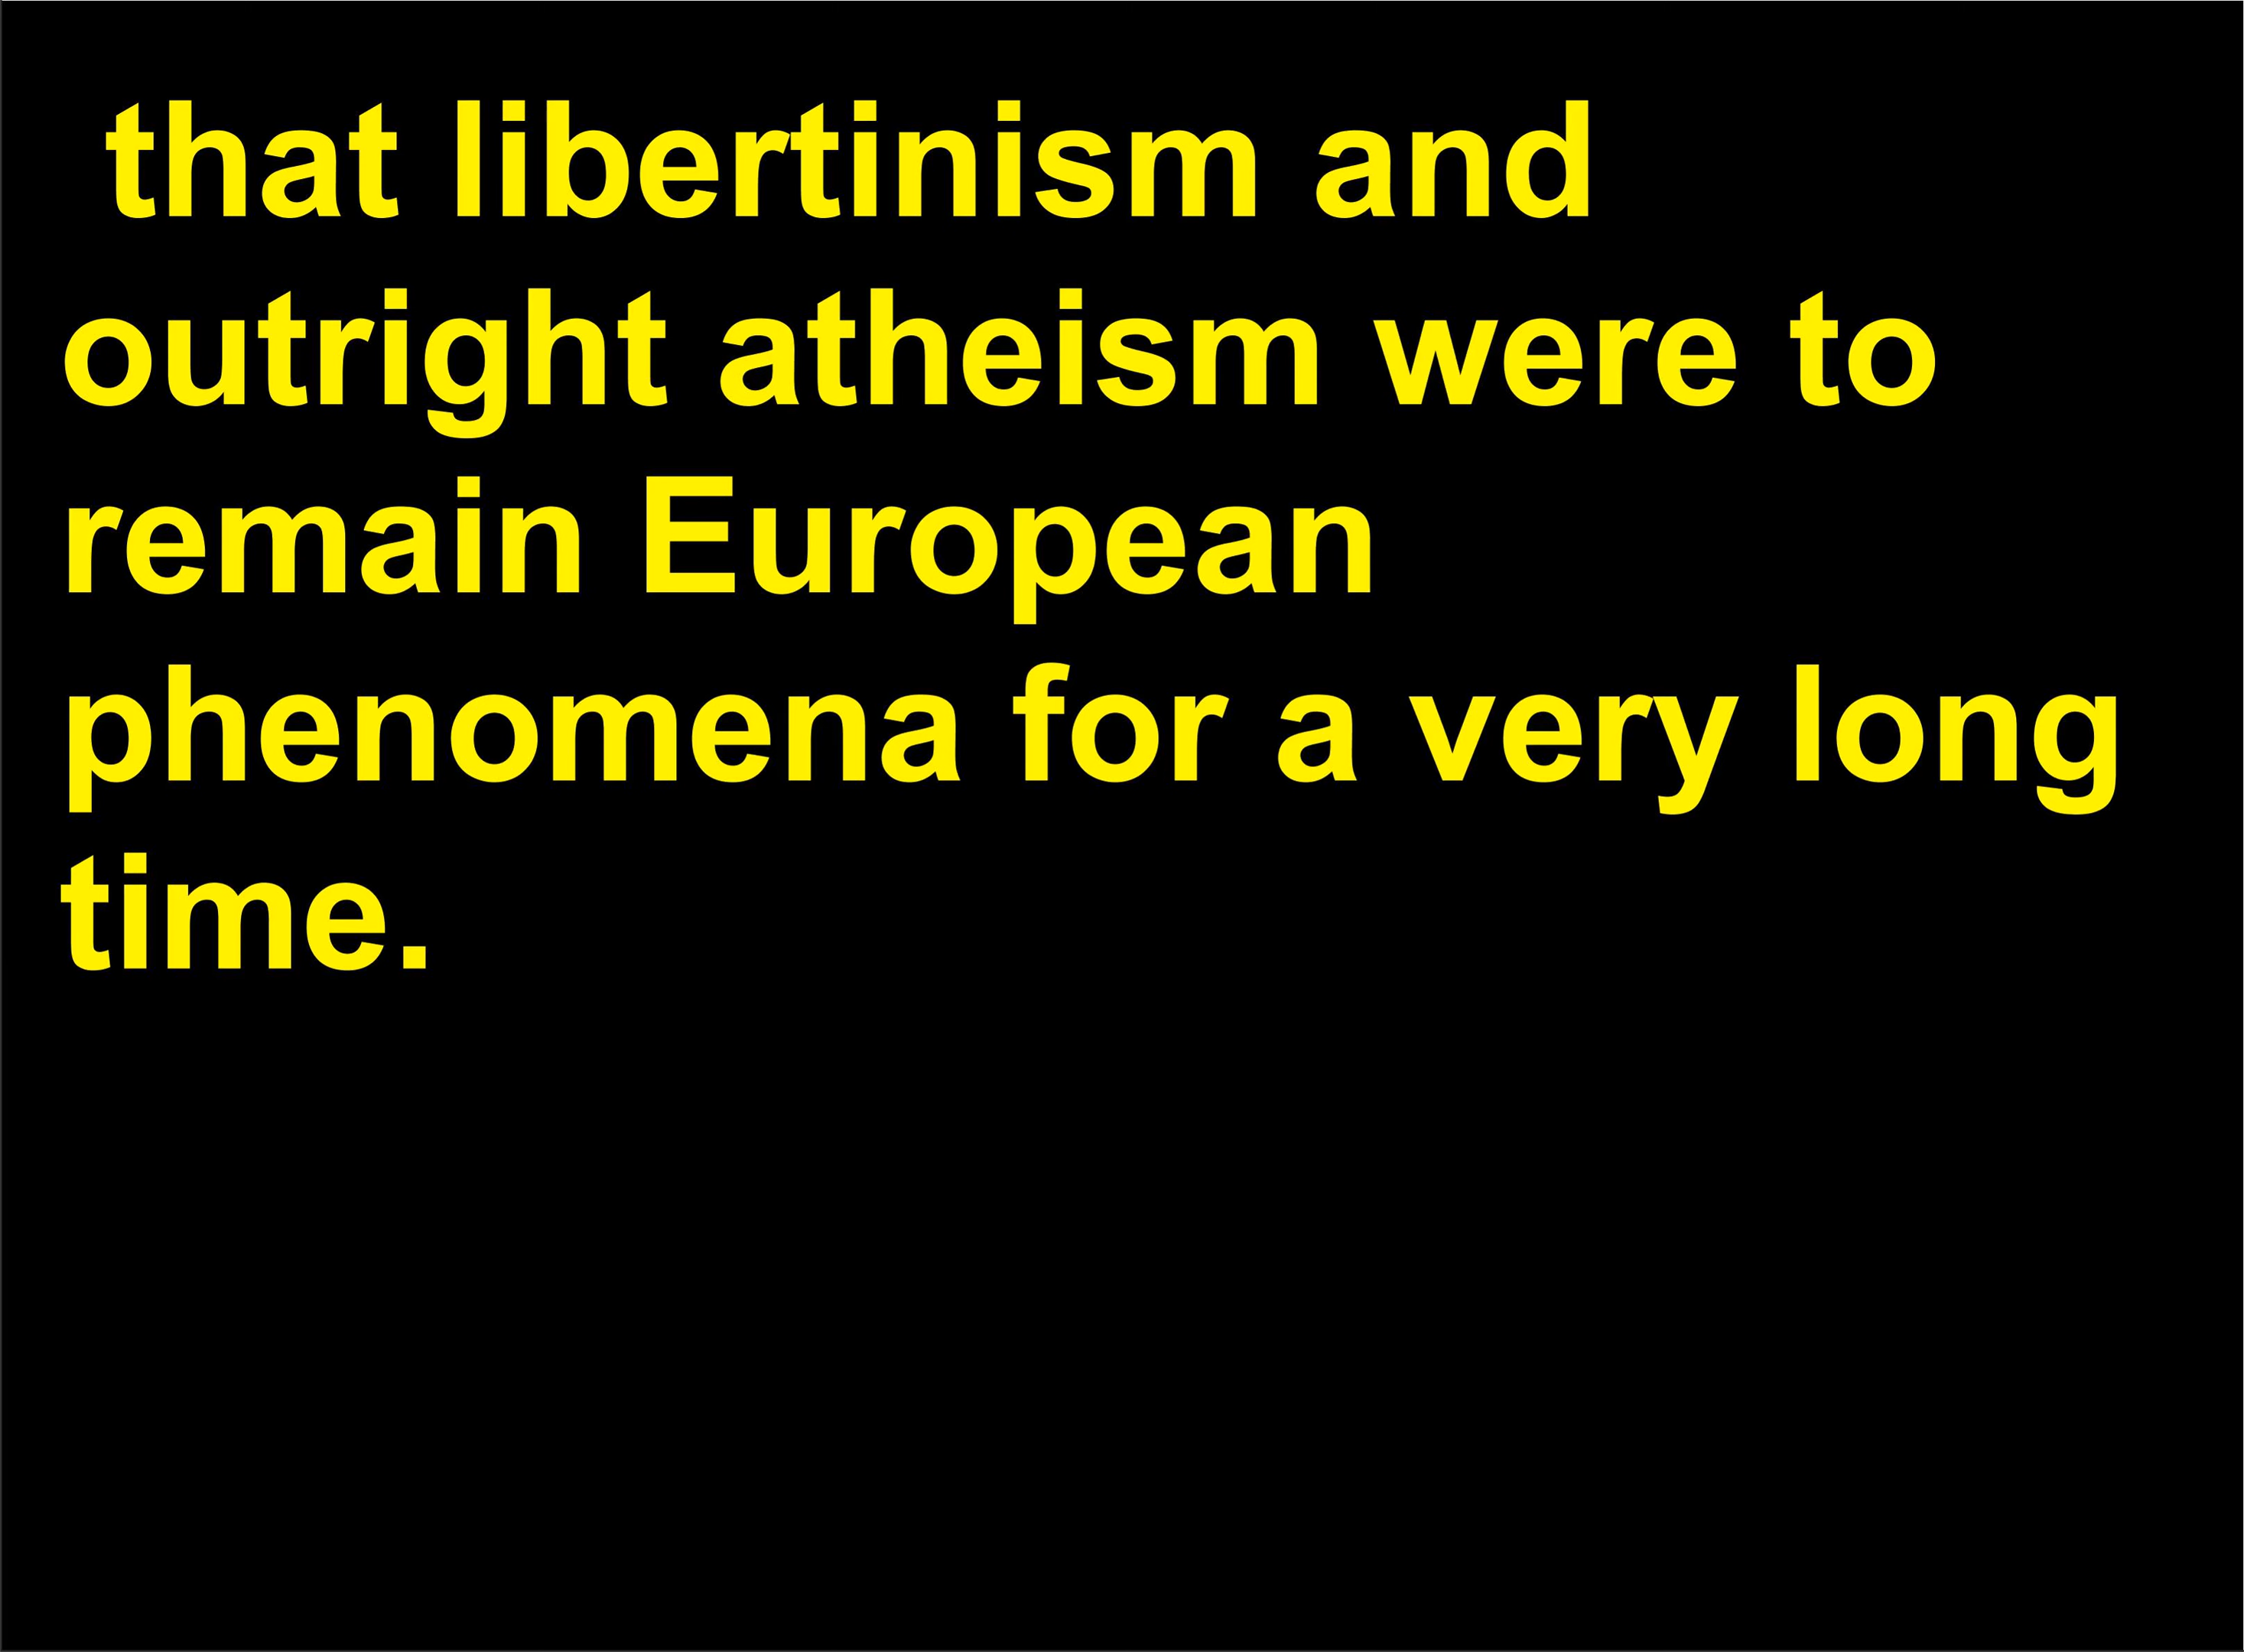 that libertinism and
outright atheism were to
remain European
phenomena for a very long
time.